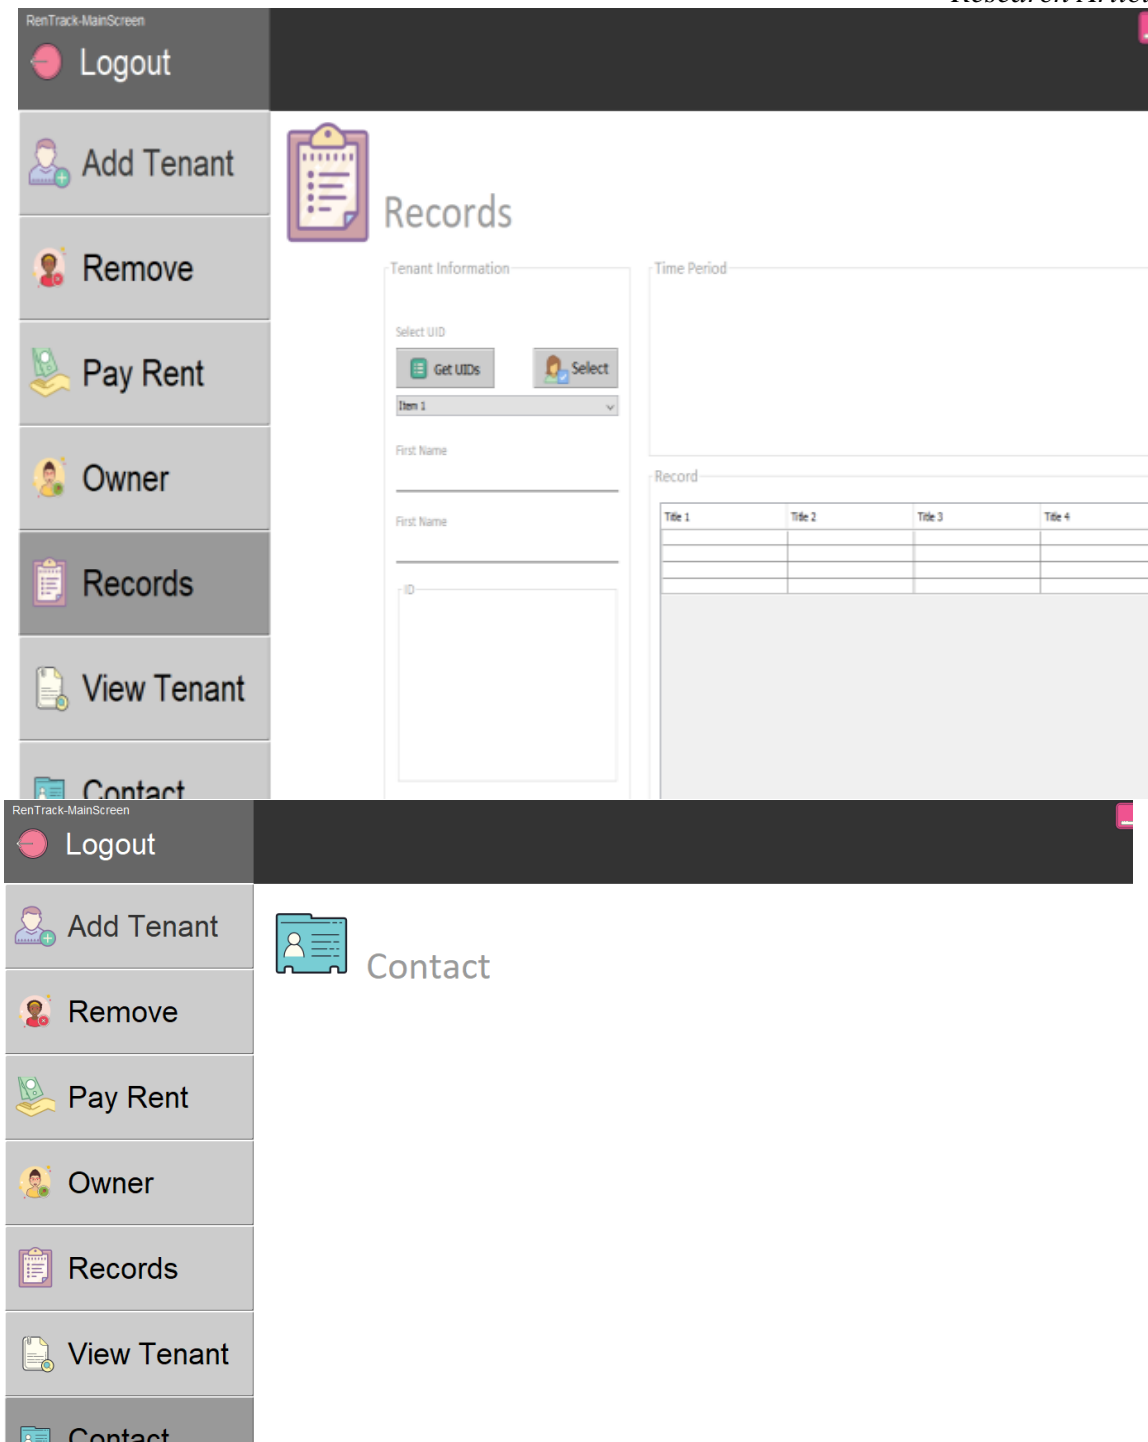 Research Artic
RenTrack-MainScreen
Logout
Add Tenant
Remove
Pay Rent
Owner
Records
View Tenant
Contact
Records
Tenant Information
Select UID
Get UIDs
Select
Item 1
First Name
First Name
ID
Time Period
Record
Title 1 Title 2 Title 3 Title 4
RenTrack-MainScreen
Logout
Add Tenant
Remove
Pay Rent
Owner
Records
View Tenant
Contact
Contact